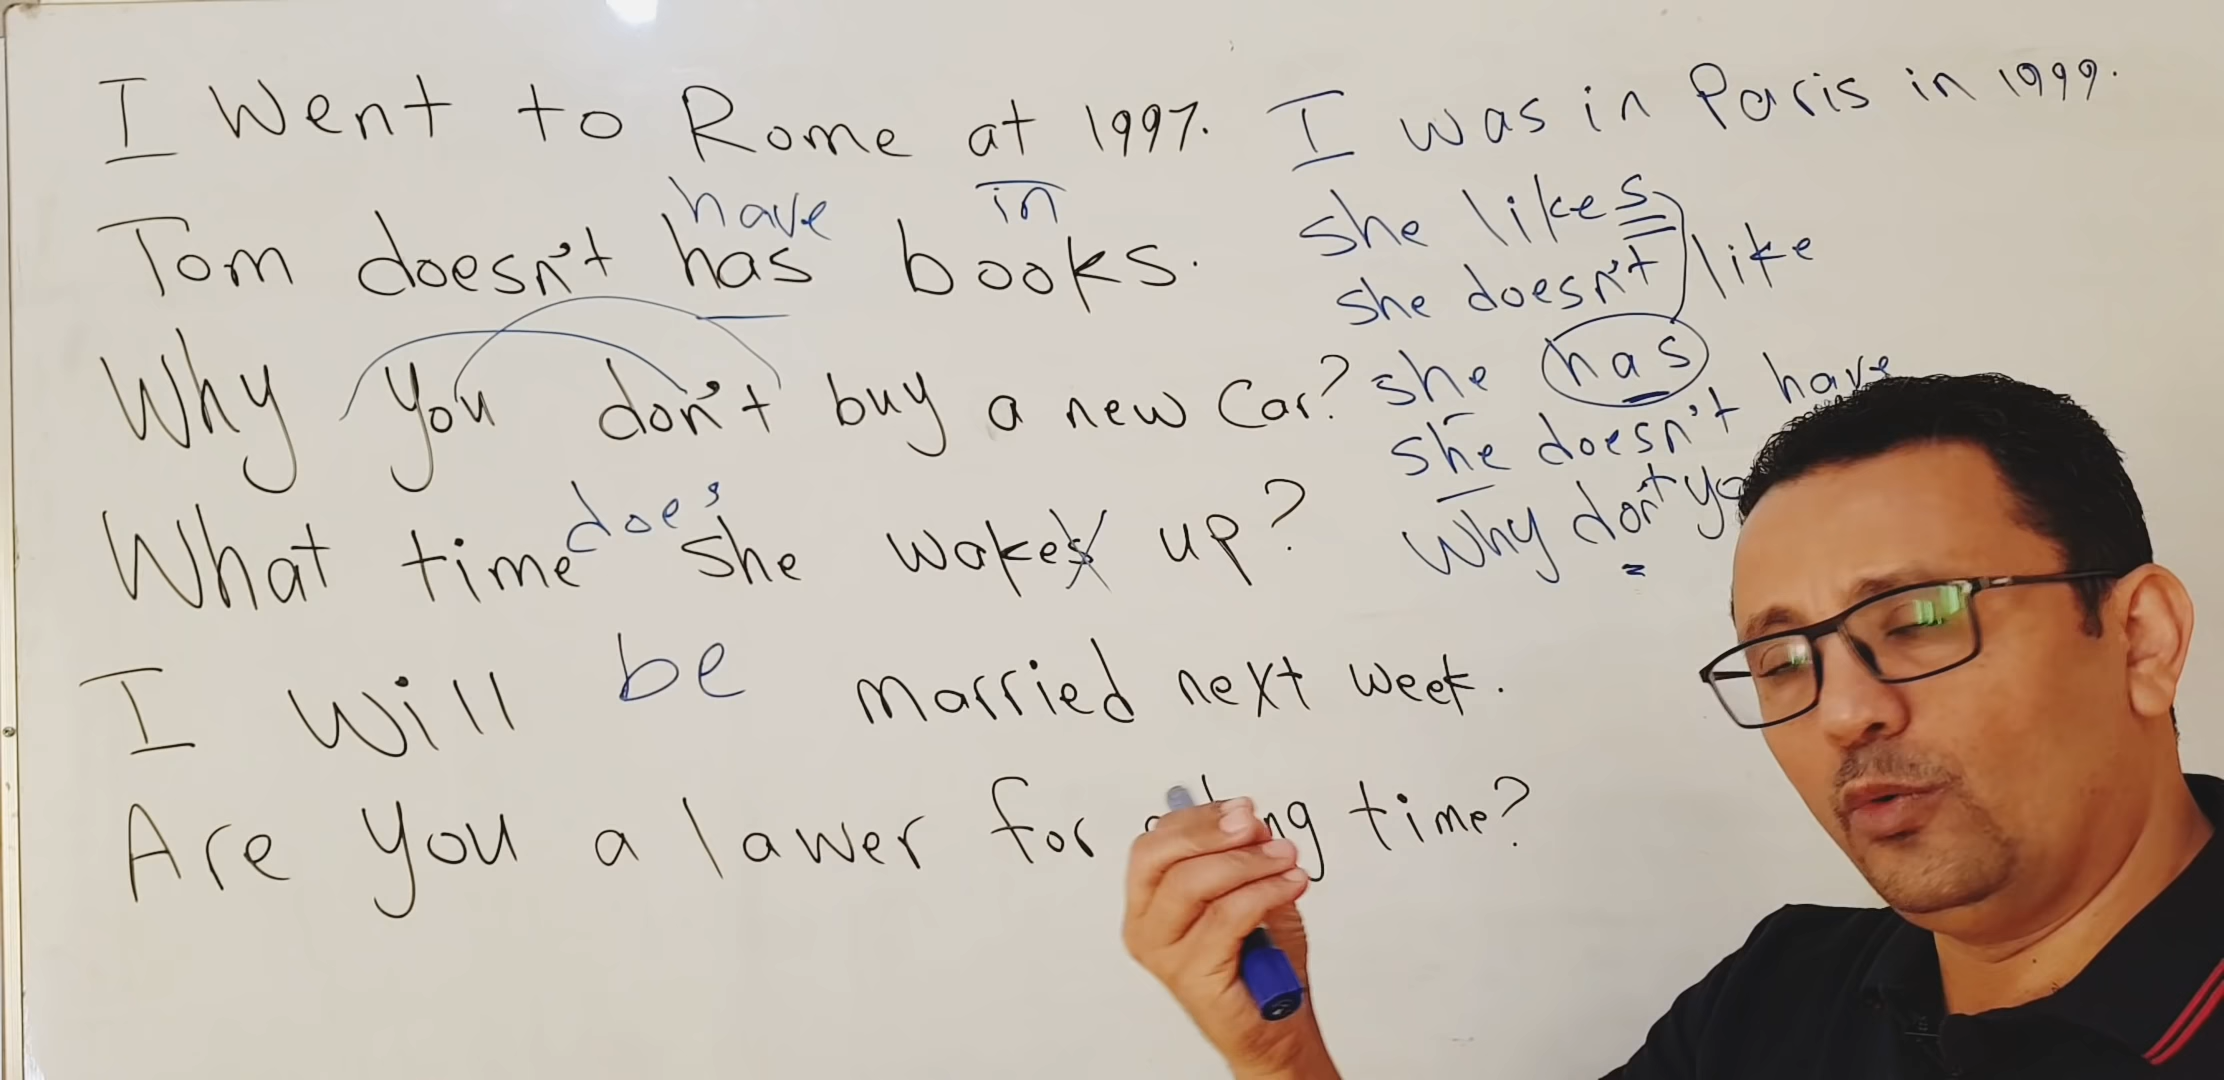 I went to Rome at 1997.
in
Tom doesn't has books.
have
Why you don't buy a new car?
What time she wakes up?
does
I will be married next week.
Are you a lawer for long time?
I was in Paris in 1999.
she likes
she doesn't like
she has
she doesn't have
Why don't